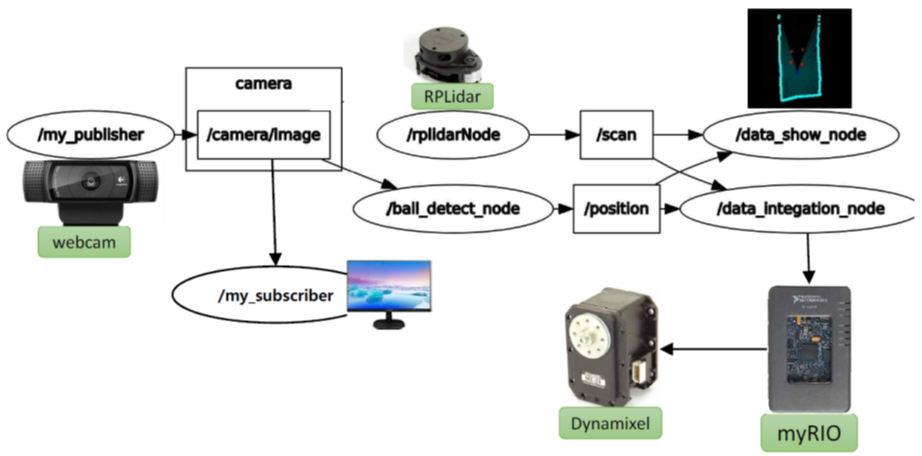 camera
RPLidar
/my_publisher
/camera/image
/rplidarNode
/scan
/data_show_node
/ball_detect_node
/position
/data_integation_node
webcam
/my_subscriber
Dynamixel
myRIO